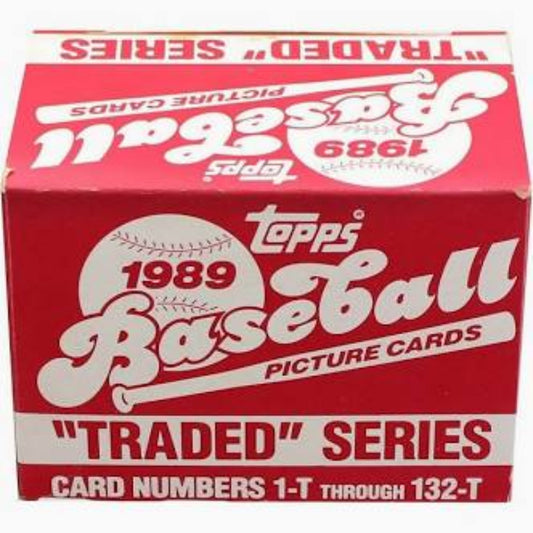 "TRADED" SERIES
PICTURE CARDS
Baseball
1989
TOPPS
TOPPS®
1989
Baseball
PICTURE CARDS
"TRADED" SERIES
CARD NUMBERS 1-T THROUGH 132-T